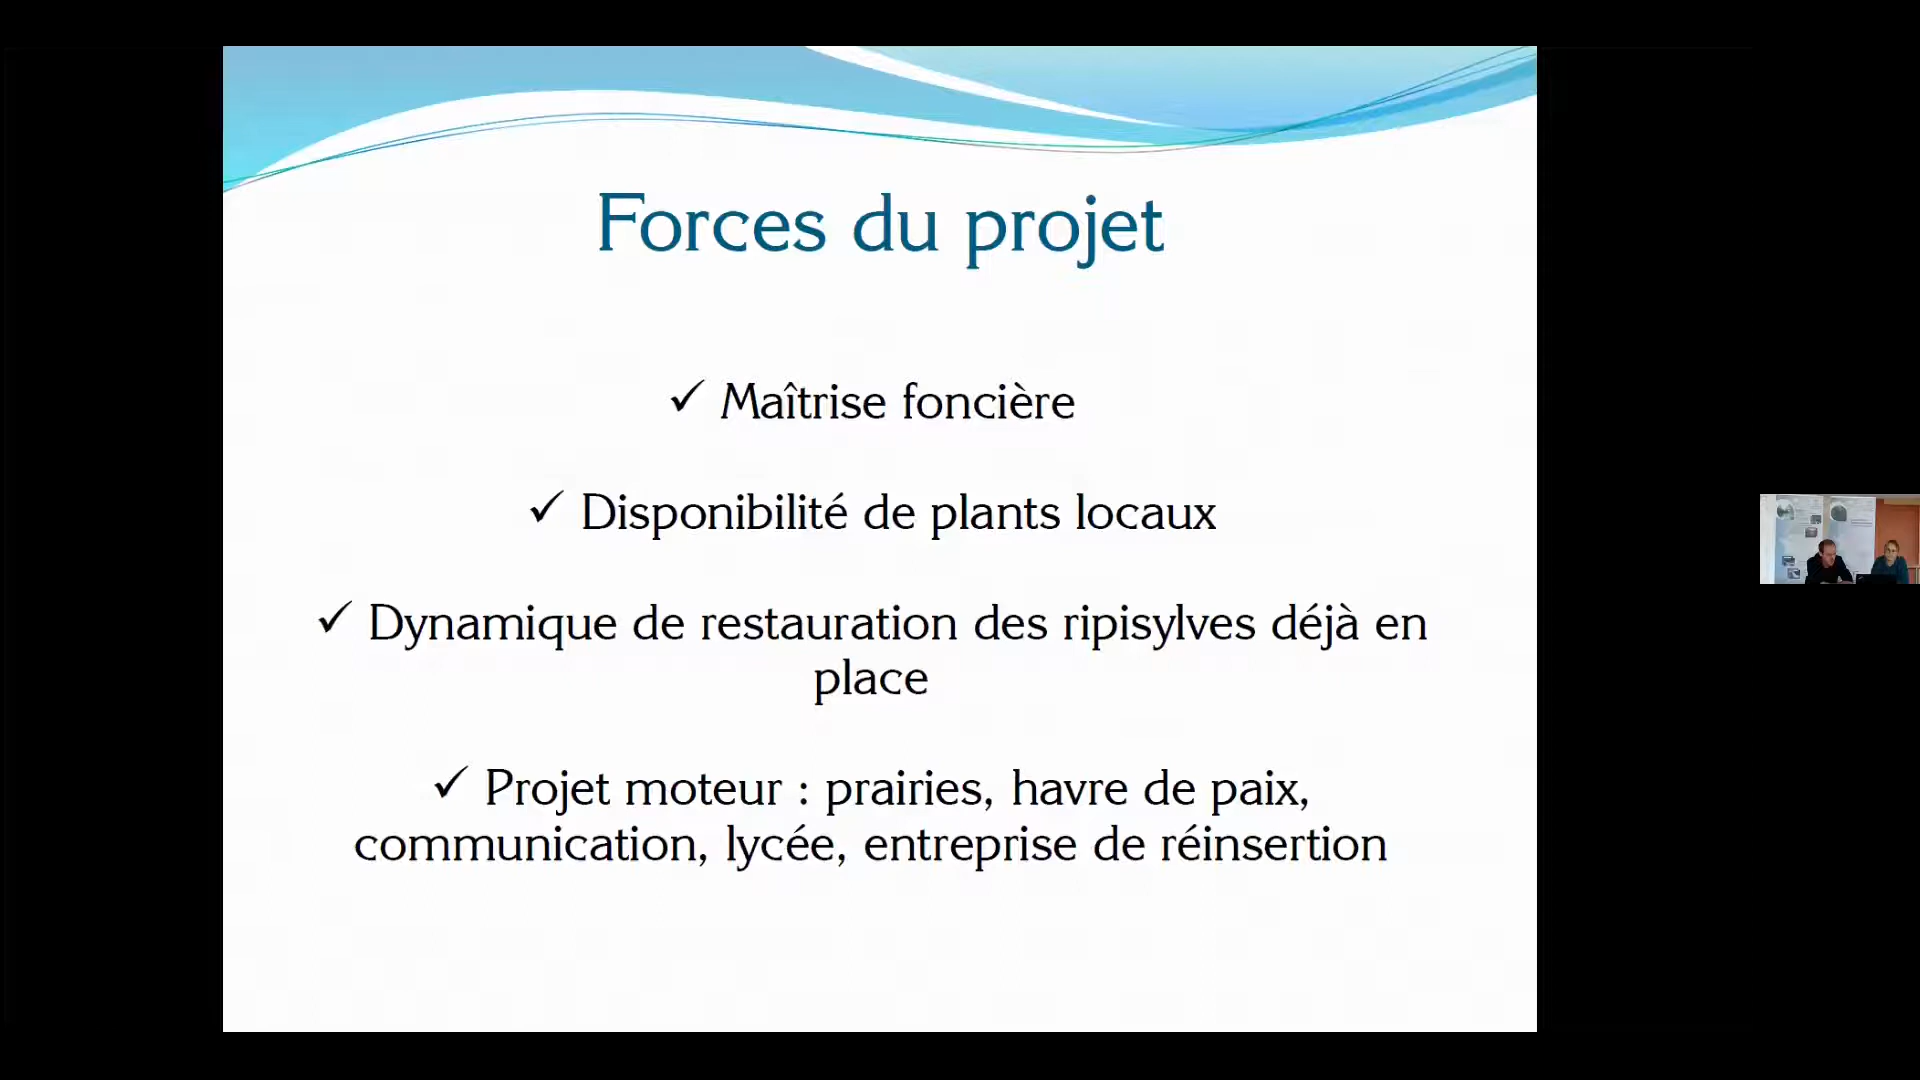 Forces du projet
✓ Maîtrise foncière
✓ Disponibilité de plants locaux
✓ Dynamique de restauration des ripisylves déjà en
place
✓ Projet moteur : prairies, havre de paix,
communication, lycée, entreprise de réinsertion